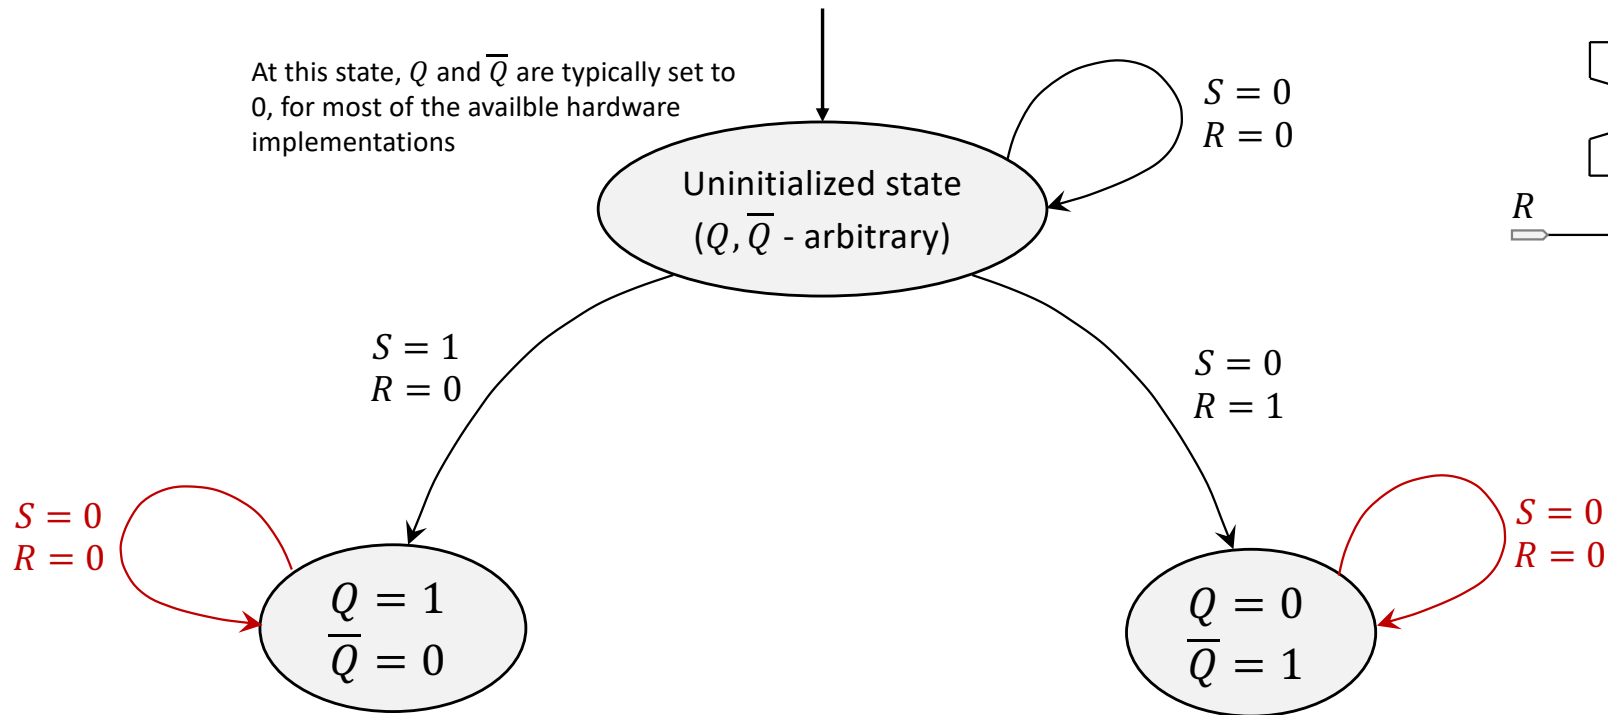 At this state, Q and Q̅ are typically set to
0, for most of the availble hardware
implementations
S = 0
R = 0
Uninitialized state
(Q, Q̅ - arbitrary)
R
S = 1
R = 0
S = 0
R = 1
S = 0
R = 0
S = 0
R = 0
Q = 1
Q̅ = 0
Q = 0
Q̅ = 1